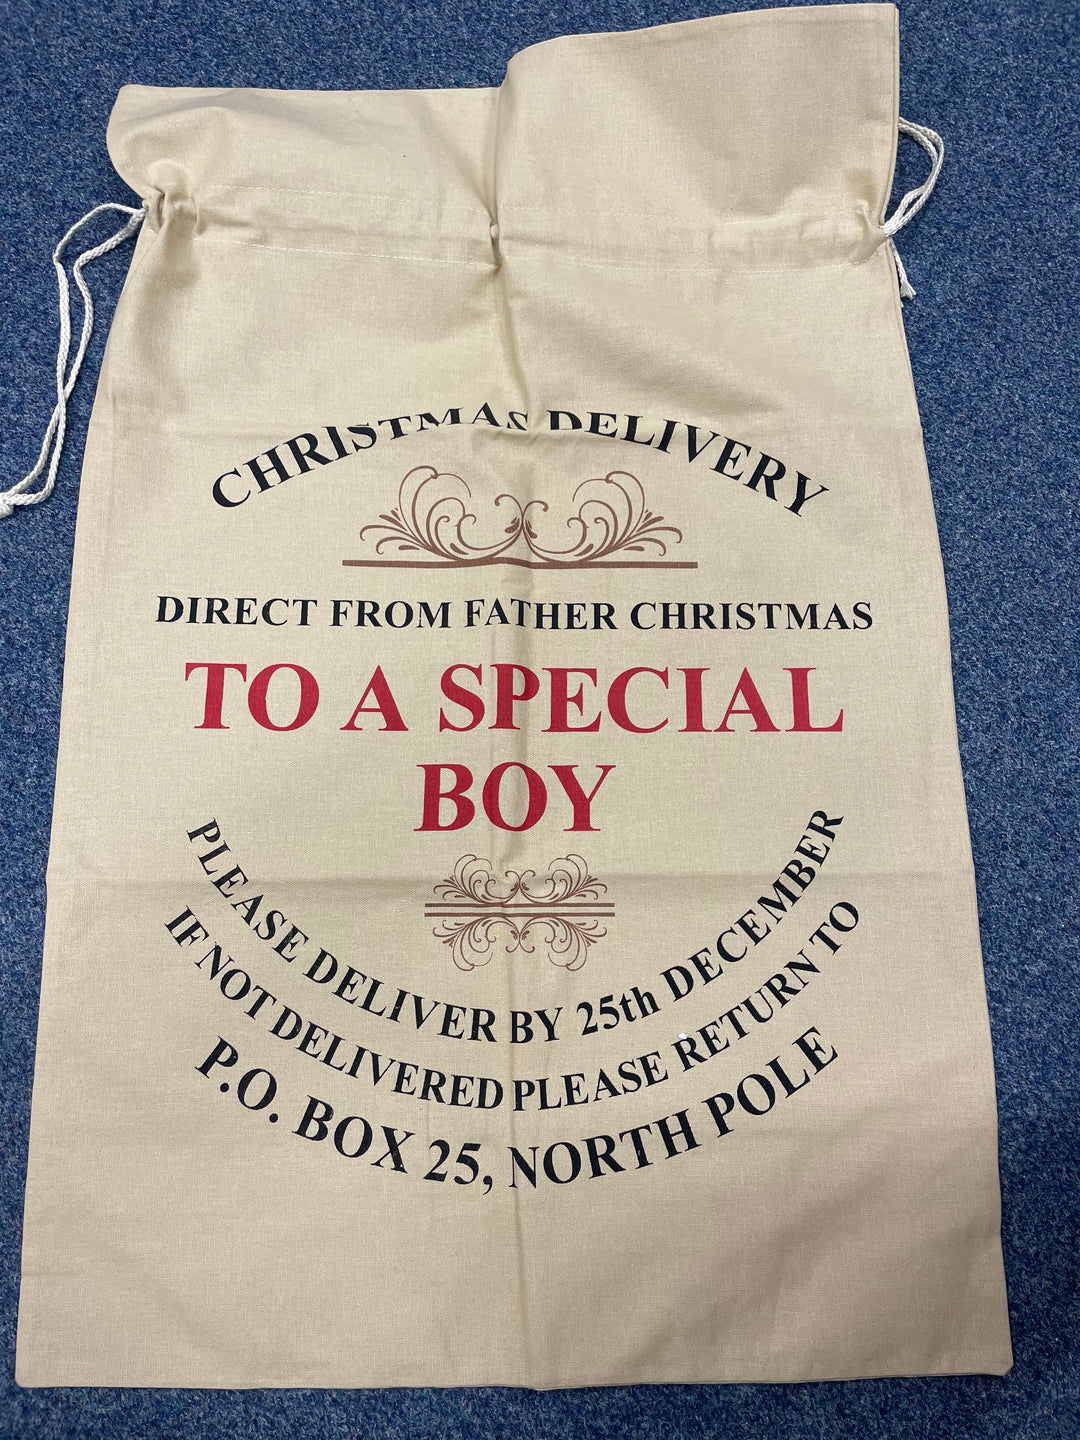 CHRISTMAS DELIVERY
DIRECT FROM FATHER CHRISTMAS
TO A SPECIAL
BOY
PLEASE DELIVER BY 25th DECEMBER
IF NOT DELIVERED PLEASE RETURN TO
P.O. BOX 25, NORTH POLE